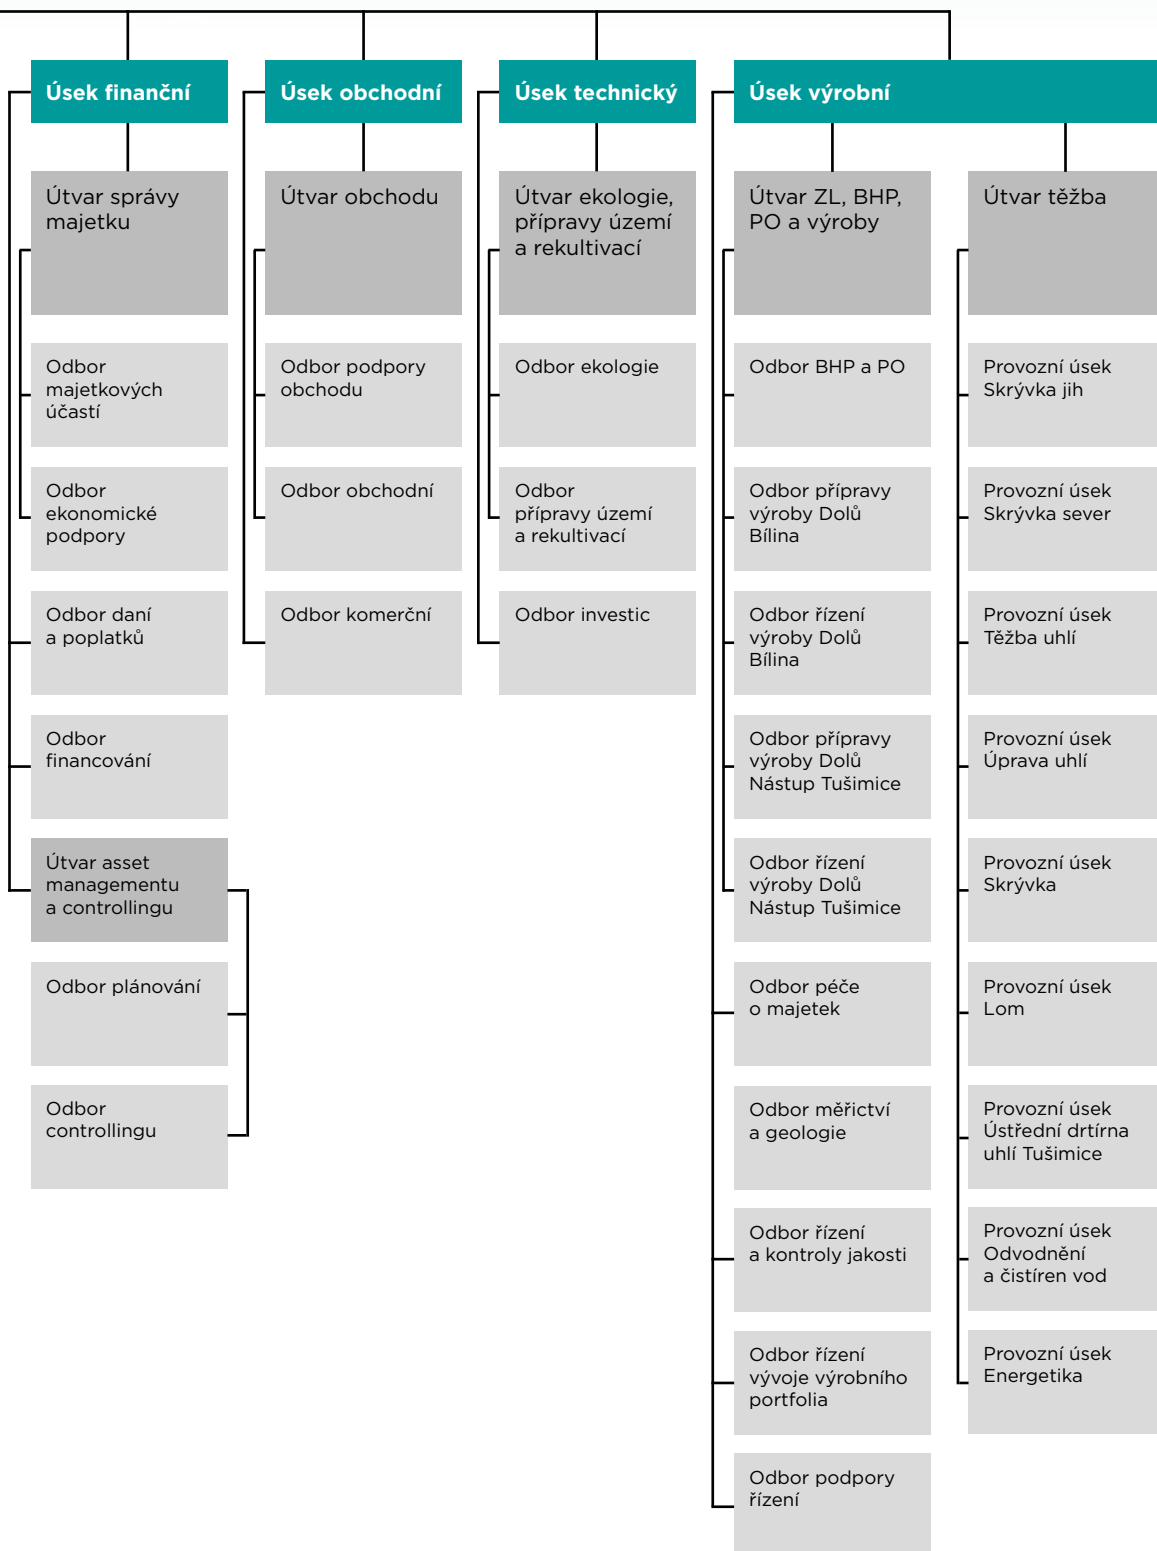 Úsek finanční
Útvar správy
majetku
Odbor
majetkových
účastí
Odbor
ekonomické
podpory
Odbor daní
a poplatků
Odbor
financování
Útvar asset
managementu
a controllingu
Odbor plánování
Odbor
controllingu
Úsek obchodní
Útvar obchodu
Odbor podpory
obchodu
Odbor obchodní
Odbor komerční
Úsek technický
Útvar ekologie,
přípravy území
a rekultivací
Odbor ekologie
Odbor
přípravy území
a rekultivací
Odbor investic
Úsek výrobní
Útvar ZL, BHP,
PO a výroby
Odbor BHP a PO
Odbor přípravy
výroby Dolů
Bílina
Odbor řízení
výroby Dolů
Bílina
Odbor přípravy
výroby Dolů
Nástup Tušimice
Odbor řízení
výroby Dolů
Nástup Tušimice
Odbor péče
o majetek
Odbor měřictví
a geologie
Odbor řízení
a kontroly jakosti
Odbor řízení
vývoje výrobního
portfolia
Odbor podpory
řízení
Útvar těžba
Provozní úsek
Skrývka jih
Provozní úsek
Skrývka sever
Provozní úsek
Těžba uhlí
Provozní úsek
Úprava uhlí
Provozní úsek
Skrývka
Provozní úsek
Lom
Provozní úsek
Ústřední drtírna
uhlí Tušimice
Provozní úsek
Odvodnění
a čistíren vod
Provozní úsek
Energetika